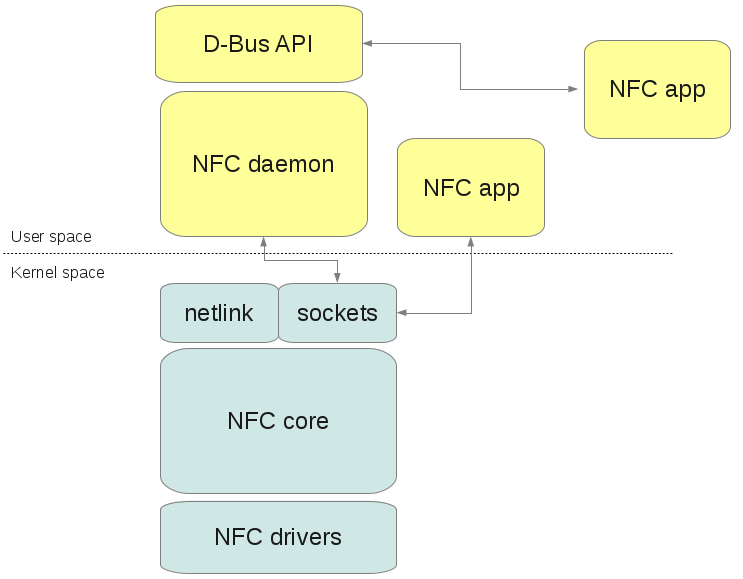 D-Bus API
NFC app
NFC daemon
NFC app
User space
Kernel space
netlink
sockets
NFC core
NFC drivers